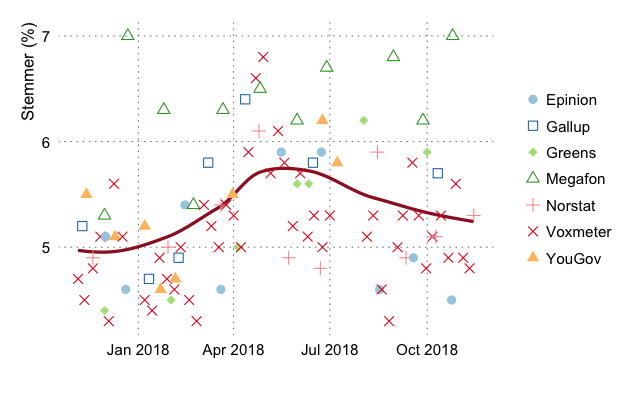 Stemmer (%)
7
6
5
Jan 2018
Apr 2018
Jul 2018
Oct 2018
Epinion
Gallup
Greens
Megafon
Norstat
Voxmeter
YouGov